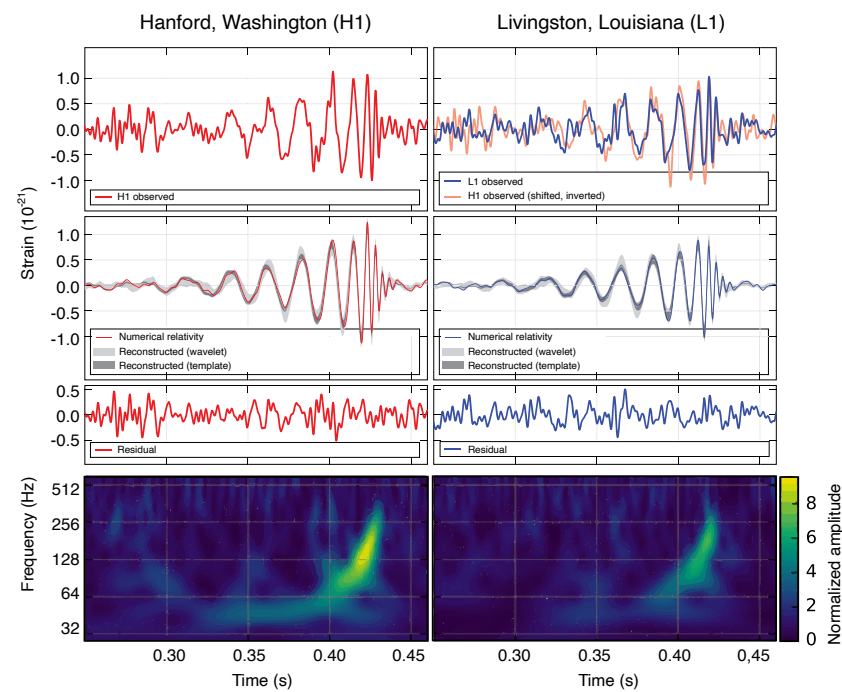 Hanford, Washington (H1)
Livingston, Louisiana (L1)
Strain (10⁻²¹)
1.0
0.5
0.0
-0.5
-1.0
H1 observed
L1 observed
H1 observed (shifted, inverted)
1.0
0.5
0.0
-0.5
-1.0
Numerical relativity
Reconstructed (wavelet)
Reconstructed (template)
Numerical relativity
Reconstructed (wavelet)
Reconstructed (template)
0.5
0.0
-0.5
Residual
Residual
Frequency (Hz)
512
256
128
64
32
0.30 0.35 0.40 0.45
Time (s)
0.30 0.35 0.40 0,45
Time (s)
8
6
4
2
0
Normalized amplitude